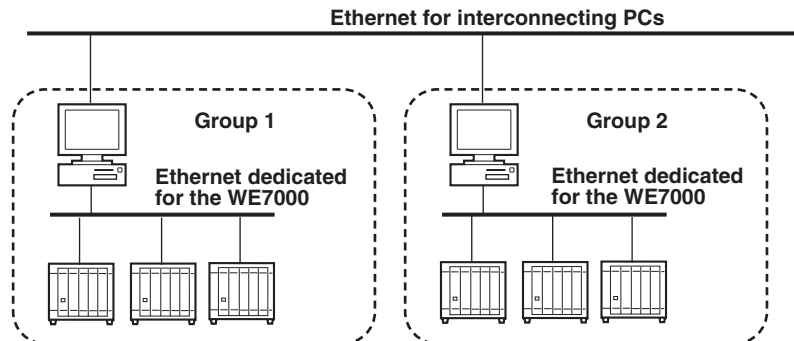 Ethernet for interconnecting PCs
Group 1
Group 2
Ethernet dedicated
for the WE7000
Ethernet dedicated
for the WE7000